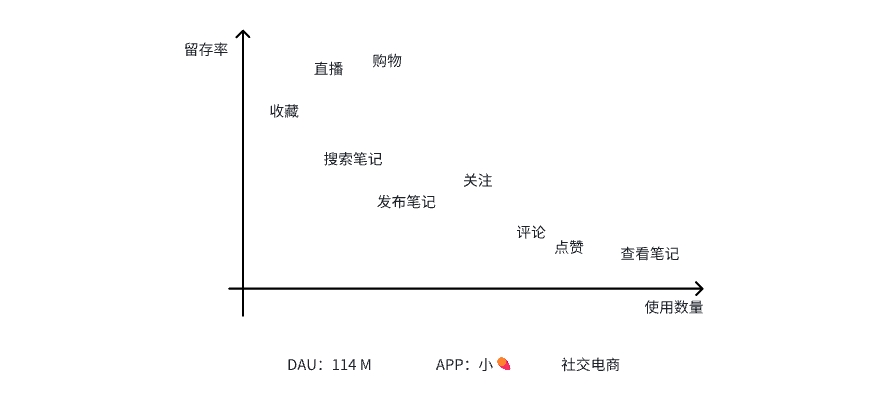 留存率
直播
购物
收藏
搜索笔记
关注
发布笔记
评论
点赞
查看笔记
使用数量
DAU：114 M
APP：小🍠
社交电商